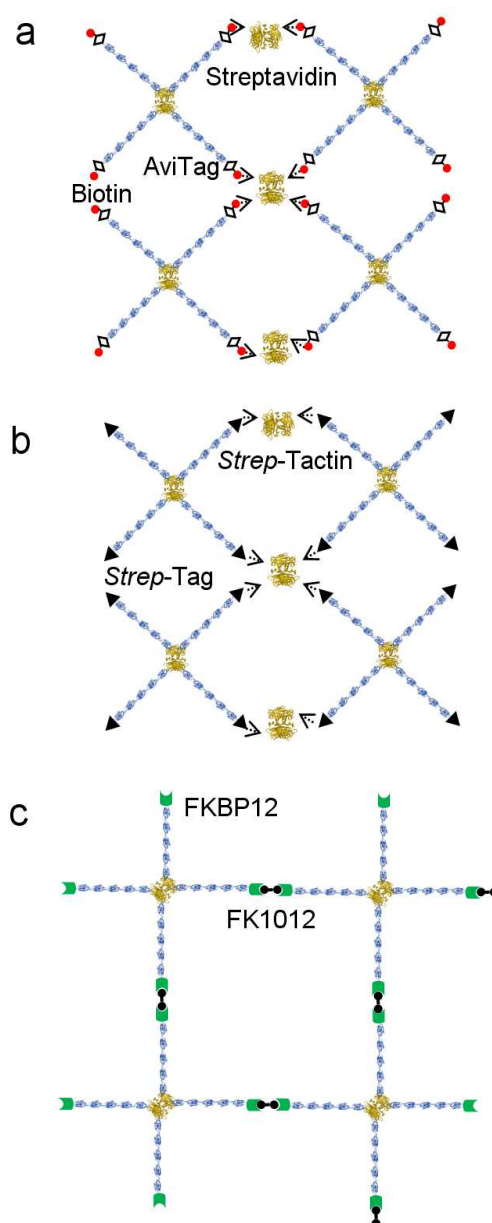 a
Streptavidin
AviTag
Biotin
b
Strep-Tactin
Strep-Tag
c
FKBP12
FK1012